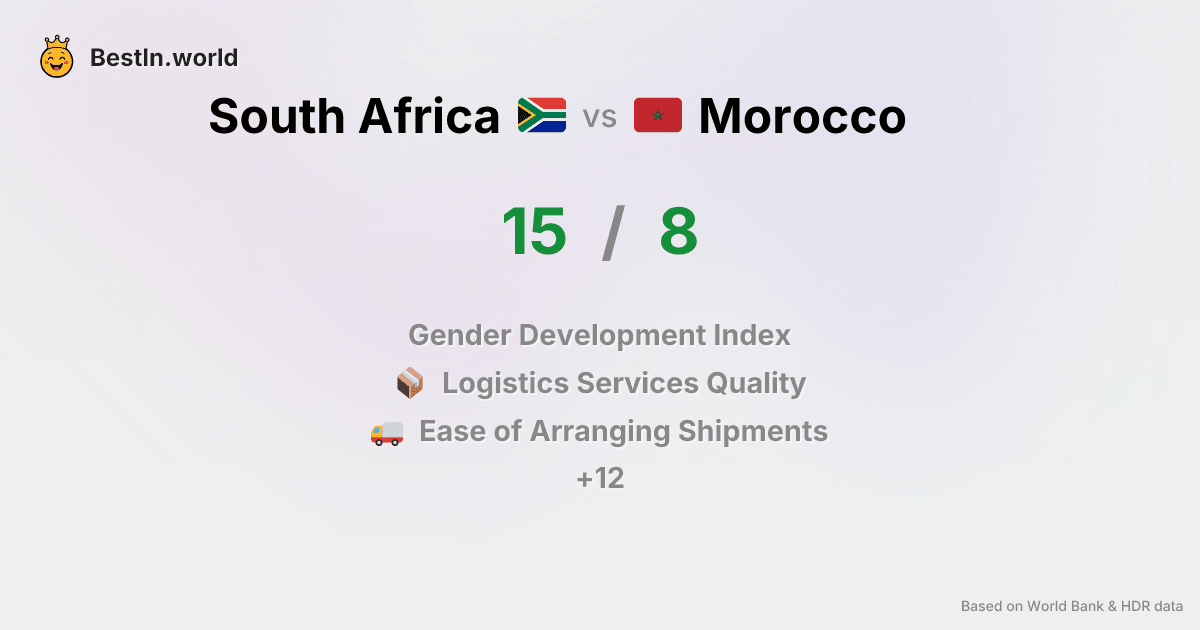 BestIn.world
South Africa vs Morocco
15 / 8
Gender Development Index
Logistics Services Quality
Ease of Arranging Shipments
+12
Based on World Bank & HDR data